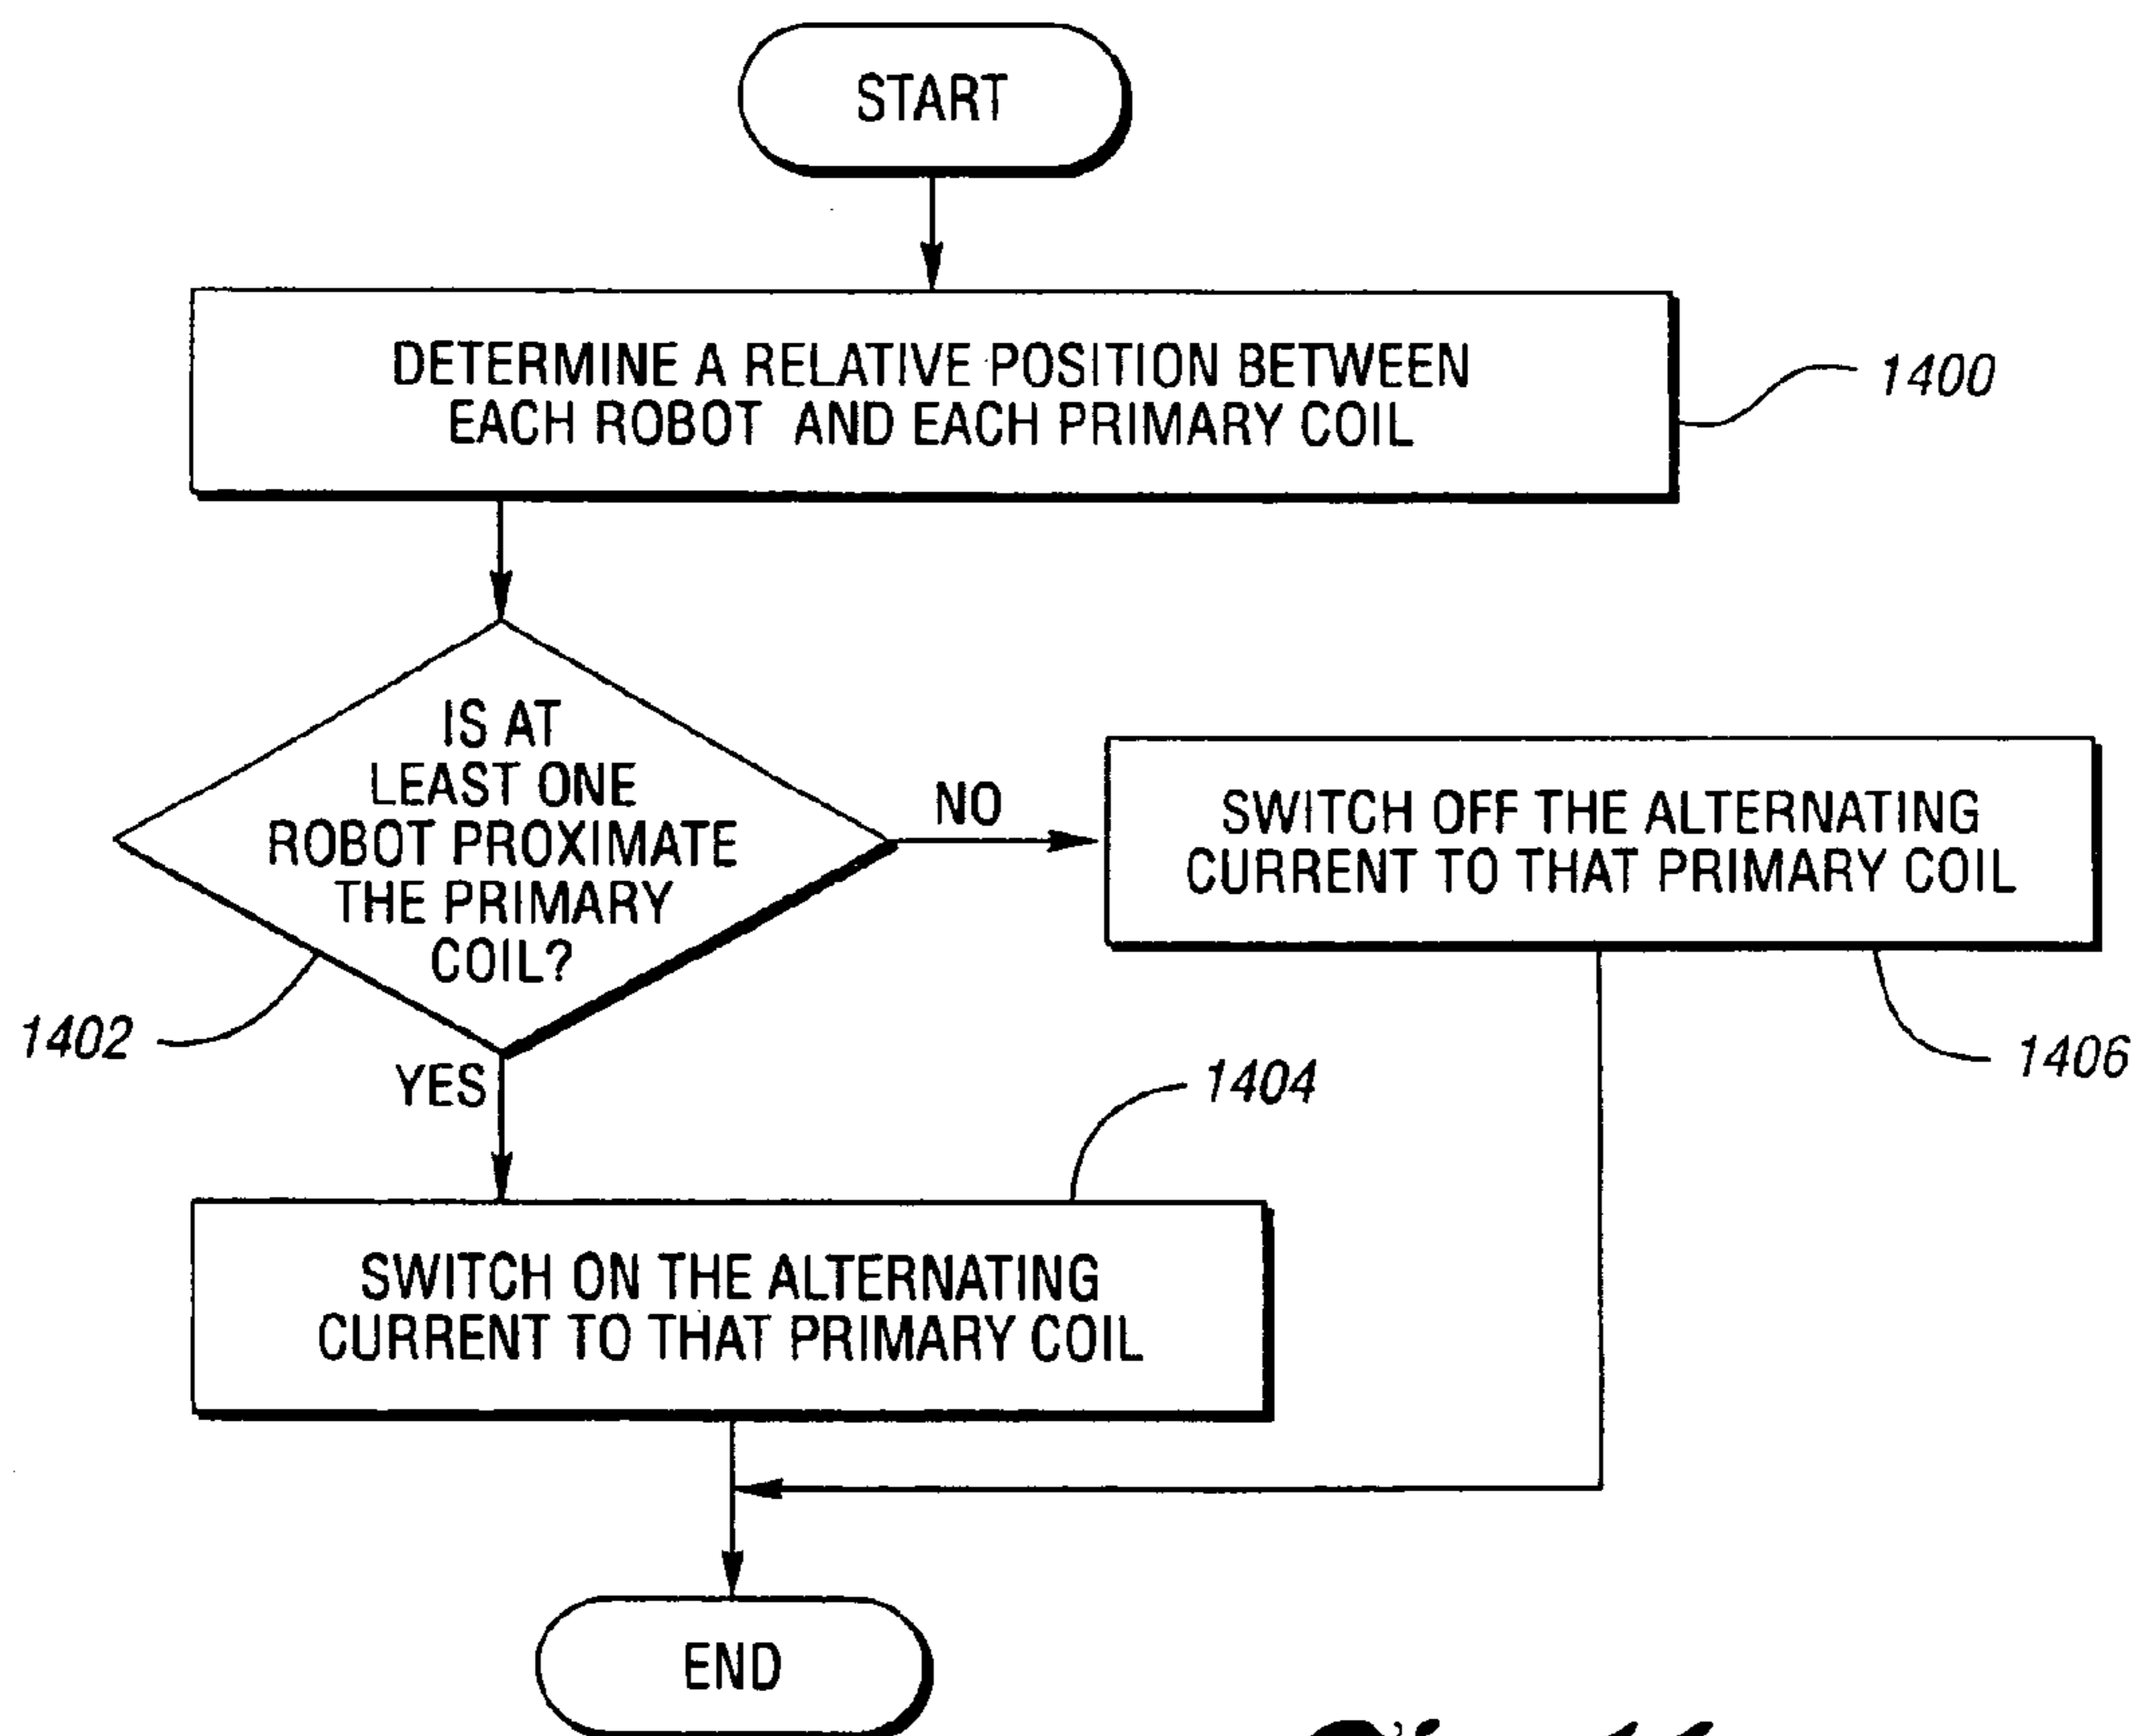 START
DETERMINE A RELATIVE POSITION BETWEEN
EACH ROBOT AND EACH PRIMARY COIL
1400
IS AT
LEAST ONE
ROBOT PROXIMATE
THE PRIMARY
COIL?
NO
SWITCH OFF THE ALTERNATING
CURRENT TO THAT PRIMARY COIL
1402
1406
YES
1404
SWITCH ON THE ALTERNATING
CURRENT TO THAT PRIMARY COIL
END